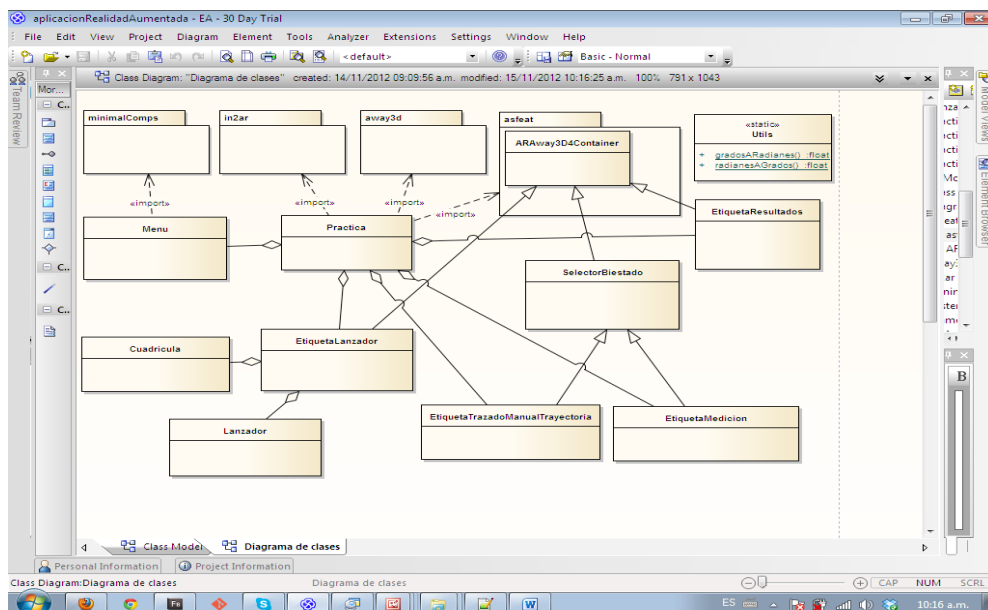 aplicacionRealidadAumentada - EA - 30 Day Trial
File Edit View Project Diagram Element Tools Analyzer Extensions Settings Window Help
<default> Basic - Normal
Class Diagram: "Diagrama de clases" created: 14/11/2012 09:09:56 a.m. modified: 15/11/2012 10:16:25 a.m. 100% 791 x 1043
Team Review
Mor...
C..
C..
C..
minimalComps
in2ar
away3d
asfeat
ARAway3D4Container
«static»
Utils
+ gradosARadianes() :float
+ radianesAGrados() :float
«import»
«import»
«import»
«import»
Menu
Practica
EtiquetaResultados
SelectorBiestado
Cuadricula
EtiquetaLanzador
Lanzador
EtiquetaTrazadoManualTrayectoria
EtiquetaMedicion
Model Views
Element Browser
B
Class Model Diagrama de clases
Personal Information Project Information
Class Diagram:Diagrama de clases Diagrama de clases CAP NUM SCRL
Fb S W ES 10:16 a.m.